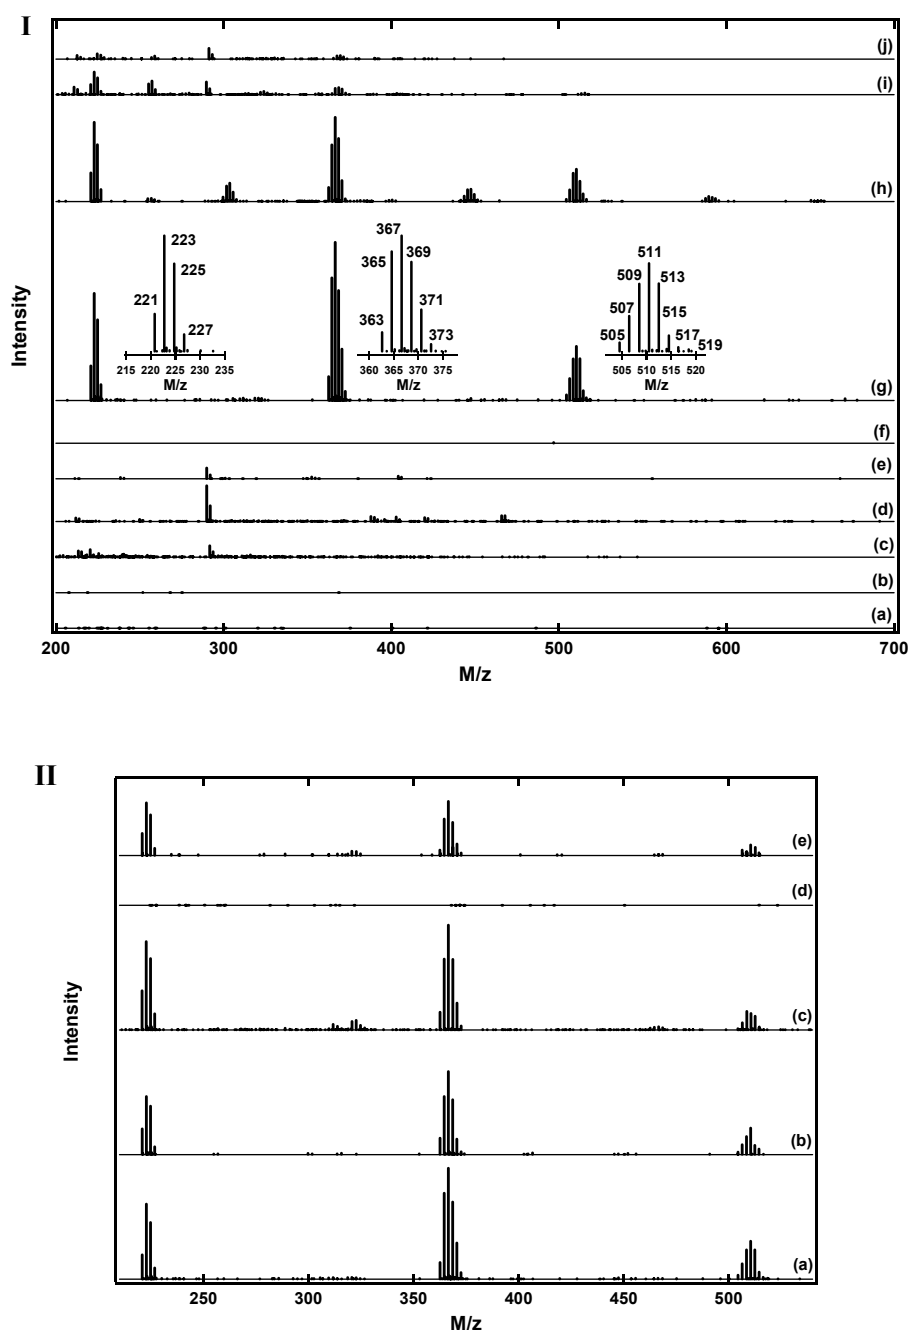 I
(j)
(i)
(h)
223
225
221
227
215 220 225 230 235
M/z
367
365
369
371
363
373
360 365 370 375
M/z
511
509
513
507
515
505
517
519
505 510 515 520
M/z
(g)
(f)
(e)
(d)
(c)
(b)
(a)
Intensity
200 300 400 500 600 700
M/z
II
(e)
(d)
(c)
(b)
(a)
Intensity
250 300 350 400 450 500
M/z